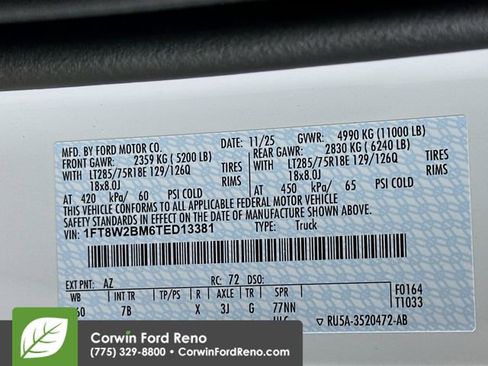 MFD. BY FORD MOTOR CO.
DATE: 11/25 GVWR: 4990 KG (11000 LB)
FRONT GAWR: 2359 KG (5200 LB) REAR GAWR: 2830 KG (6240 LB)
WITH LT285/75R18E 129/126Q WITH LT285/75R18E 129/126Q
18x8.0J 18x8.0J
AT 420 kPa/ 60 PSI COLD AT 450 kPa/ 65 PSI COLD
THIS VEHICLE CONFORMS TO ALL APPLICABLE FEDERAL MOTOR VEHICLE
SAFETY STANDARDS IN EFFECT ON THE DATE OF MANUFACTURE SHOWN ABOVE.
VIN: 1FT8W2BM6TED13381 TYPE: Truck
EXT PNT: AZ RC: 72 DSO:
WB INT TR TP/PS R AXLE TR SPR
60 7B X 3J G 77NN
F0164
T1033
RU5A-3520472-AB
Corwin Ford Reno
(775) 329-8800 • CorwinFordReno.com